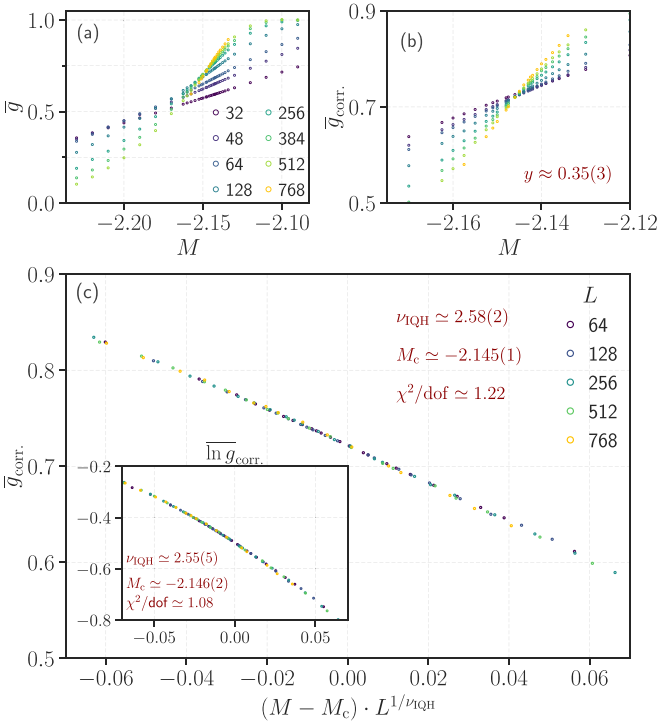 (a)
1.0
0.5
0.0
g̅
−2.20
−2.15
−2.10
M
32
48
64
128
256
384
512
768
(b)
0.9
0.7
0.5
g̅corr.
−2.16
−2.14
−2.12
M
y ≈ 0.35(3)
(c)
0.9
0.8
0.7
0.6
0.5
g̅corr.
νIQH ≃ 2.58(2)
Mc ≃ −2.145(1)
χ²/dof ≃ 1.22
L
64
128
256
512
768
ln g corr.
−0.2
−0.4
−0.6
−0.8
νIQH ≃ 2.55(5)
Mc ≃ −2.146(2)
χ²/dof ≃ 1.08
−0.05
0.00
0.05
−0.06
−0.04
−0.02
0.00
0.02
0.04
0.06
(M − Mc) · L^1/νIQH